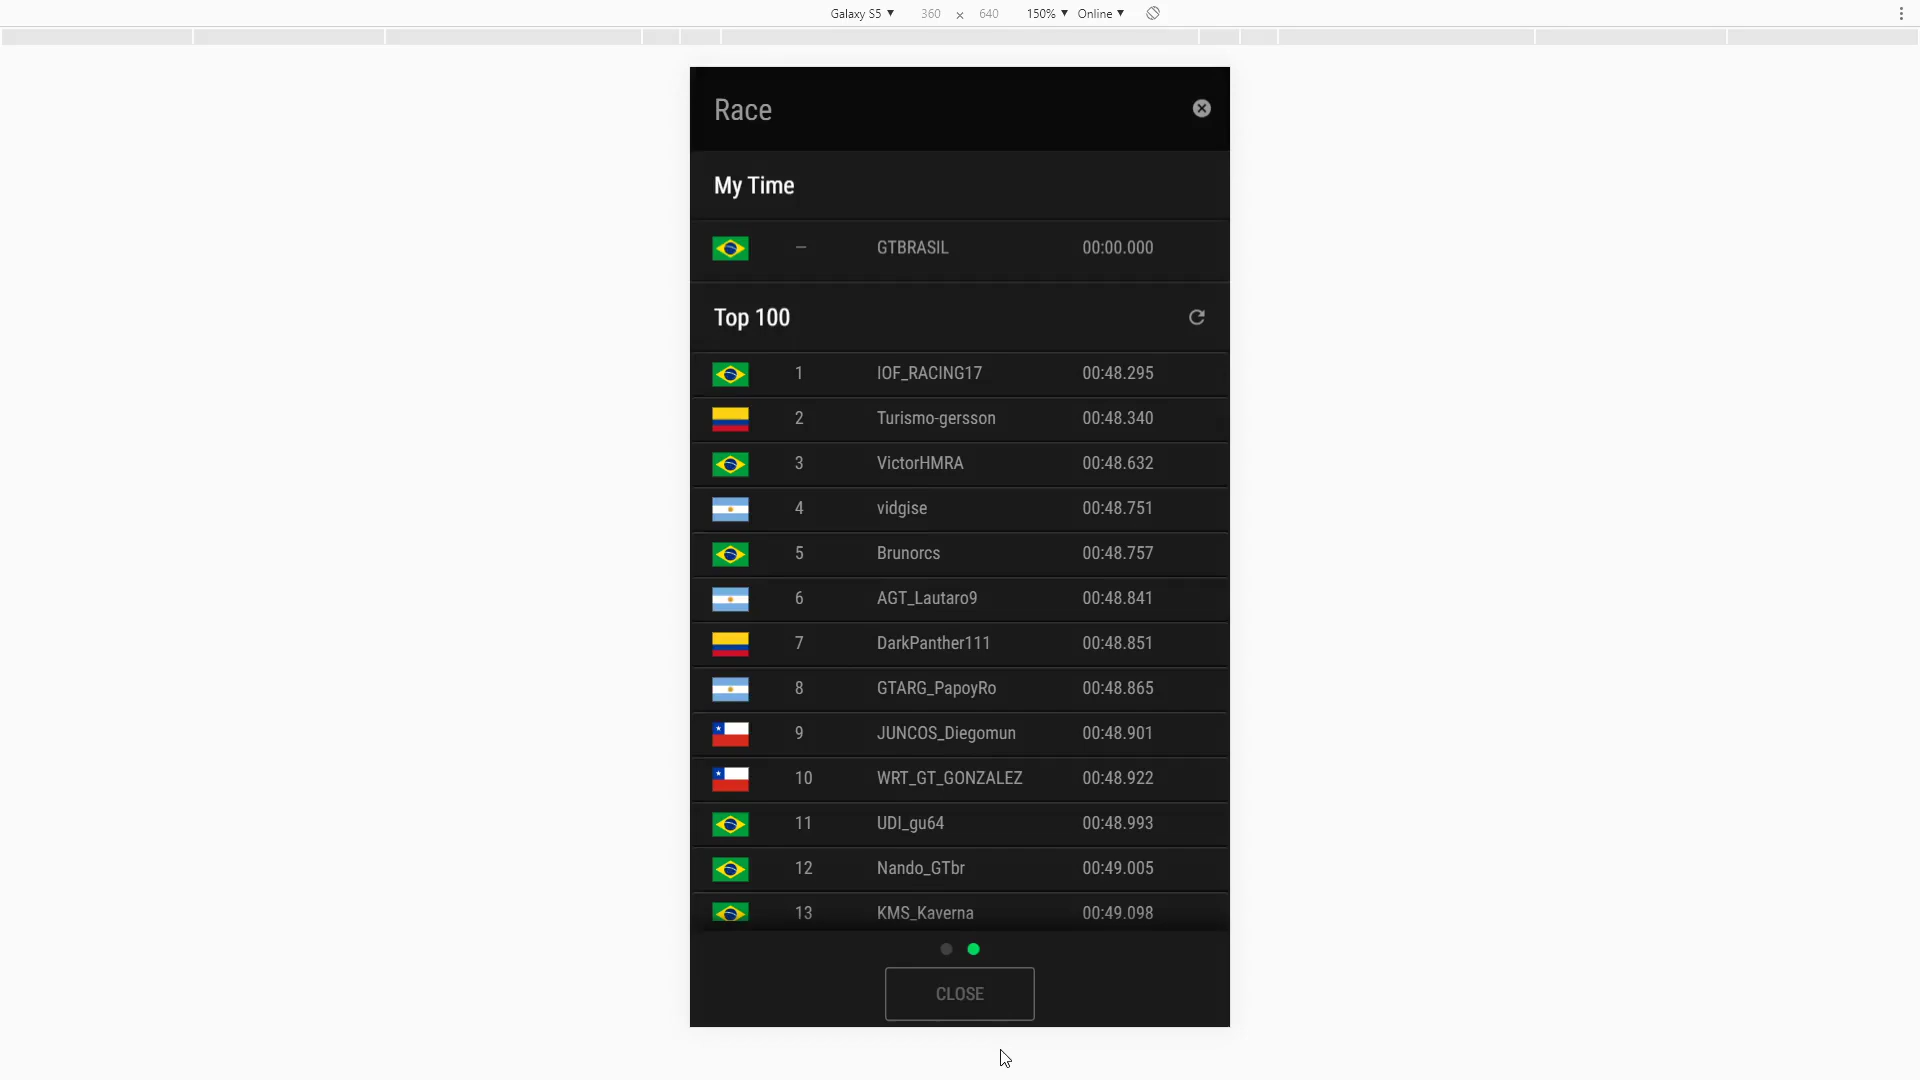 Galaxy S5 ▼ 360 × 640 150% ▼ Online ▼
Race
My Time
— GTBRASIL 00:00.000
Top 100
1 IOF_RACING17 00:48.295
2 Turismo-gersson 00:48.340
3 VictorHMRA 00:48.632
4 vidgise 00:48.751
5 Brunorcs 00:48.757
6 AGT_Lautaro9 00:48.841
7 DarkPanther111 00:48.851
8 GTARG_PapoyRo 00:48.865
9 JUNCOS_Diegomun 00:48.901
10 WRT_GT_GONZALEZ 00:48.922
11 UDI_gu64 00:48.993
12 Nando_GTbr 00:49.005
13 KMS_Kaverna 00:49.098
CLOSE